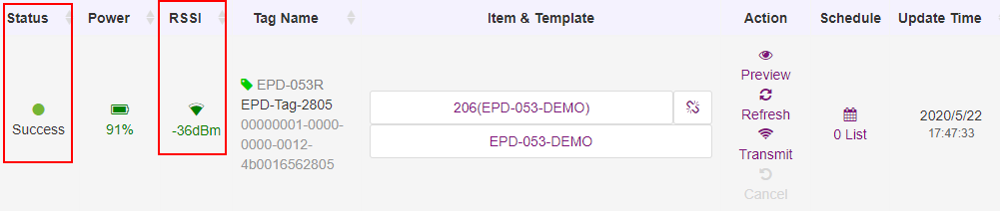 Status Power RSSI Tag Name Item & Template Action Schedule Update Time
Success
91%
-36dBm
EPD-053R
EPD-Tag-2805
00000001-0000-
0000-0012-
4b0016562805
206(EPD-053-DEMO)
EPD-053-DEMO
Preview
Refresh
Transmit
Cancel
0 List
2020/5/22
17:47:33